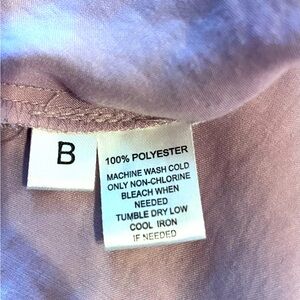 B
100% POLYESTER
MACHINE WASH COLD
ONLY NON-CHLORINE
BLEACH WHEN
NEEDED
TUMBLE DRY LOW
COOL IRON
IF NEEDED